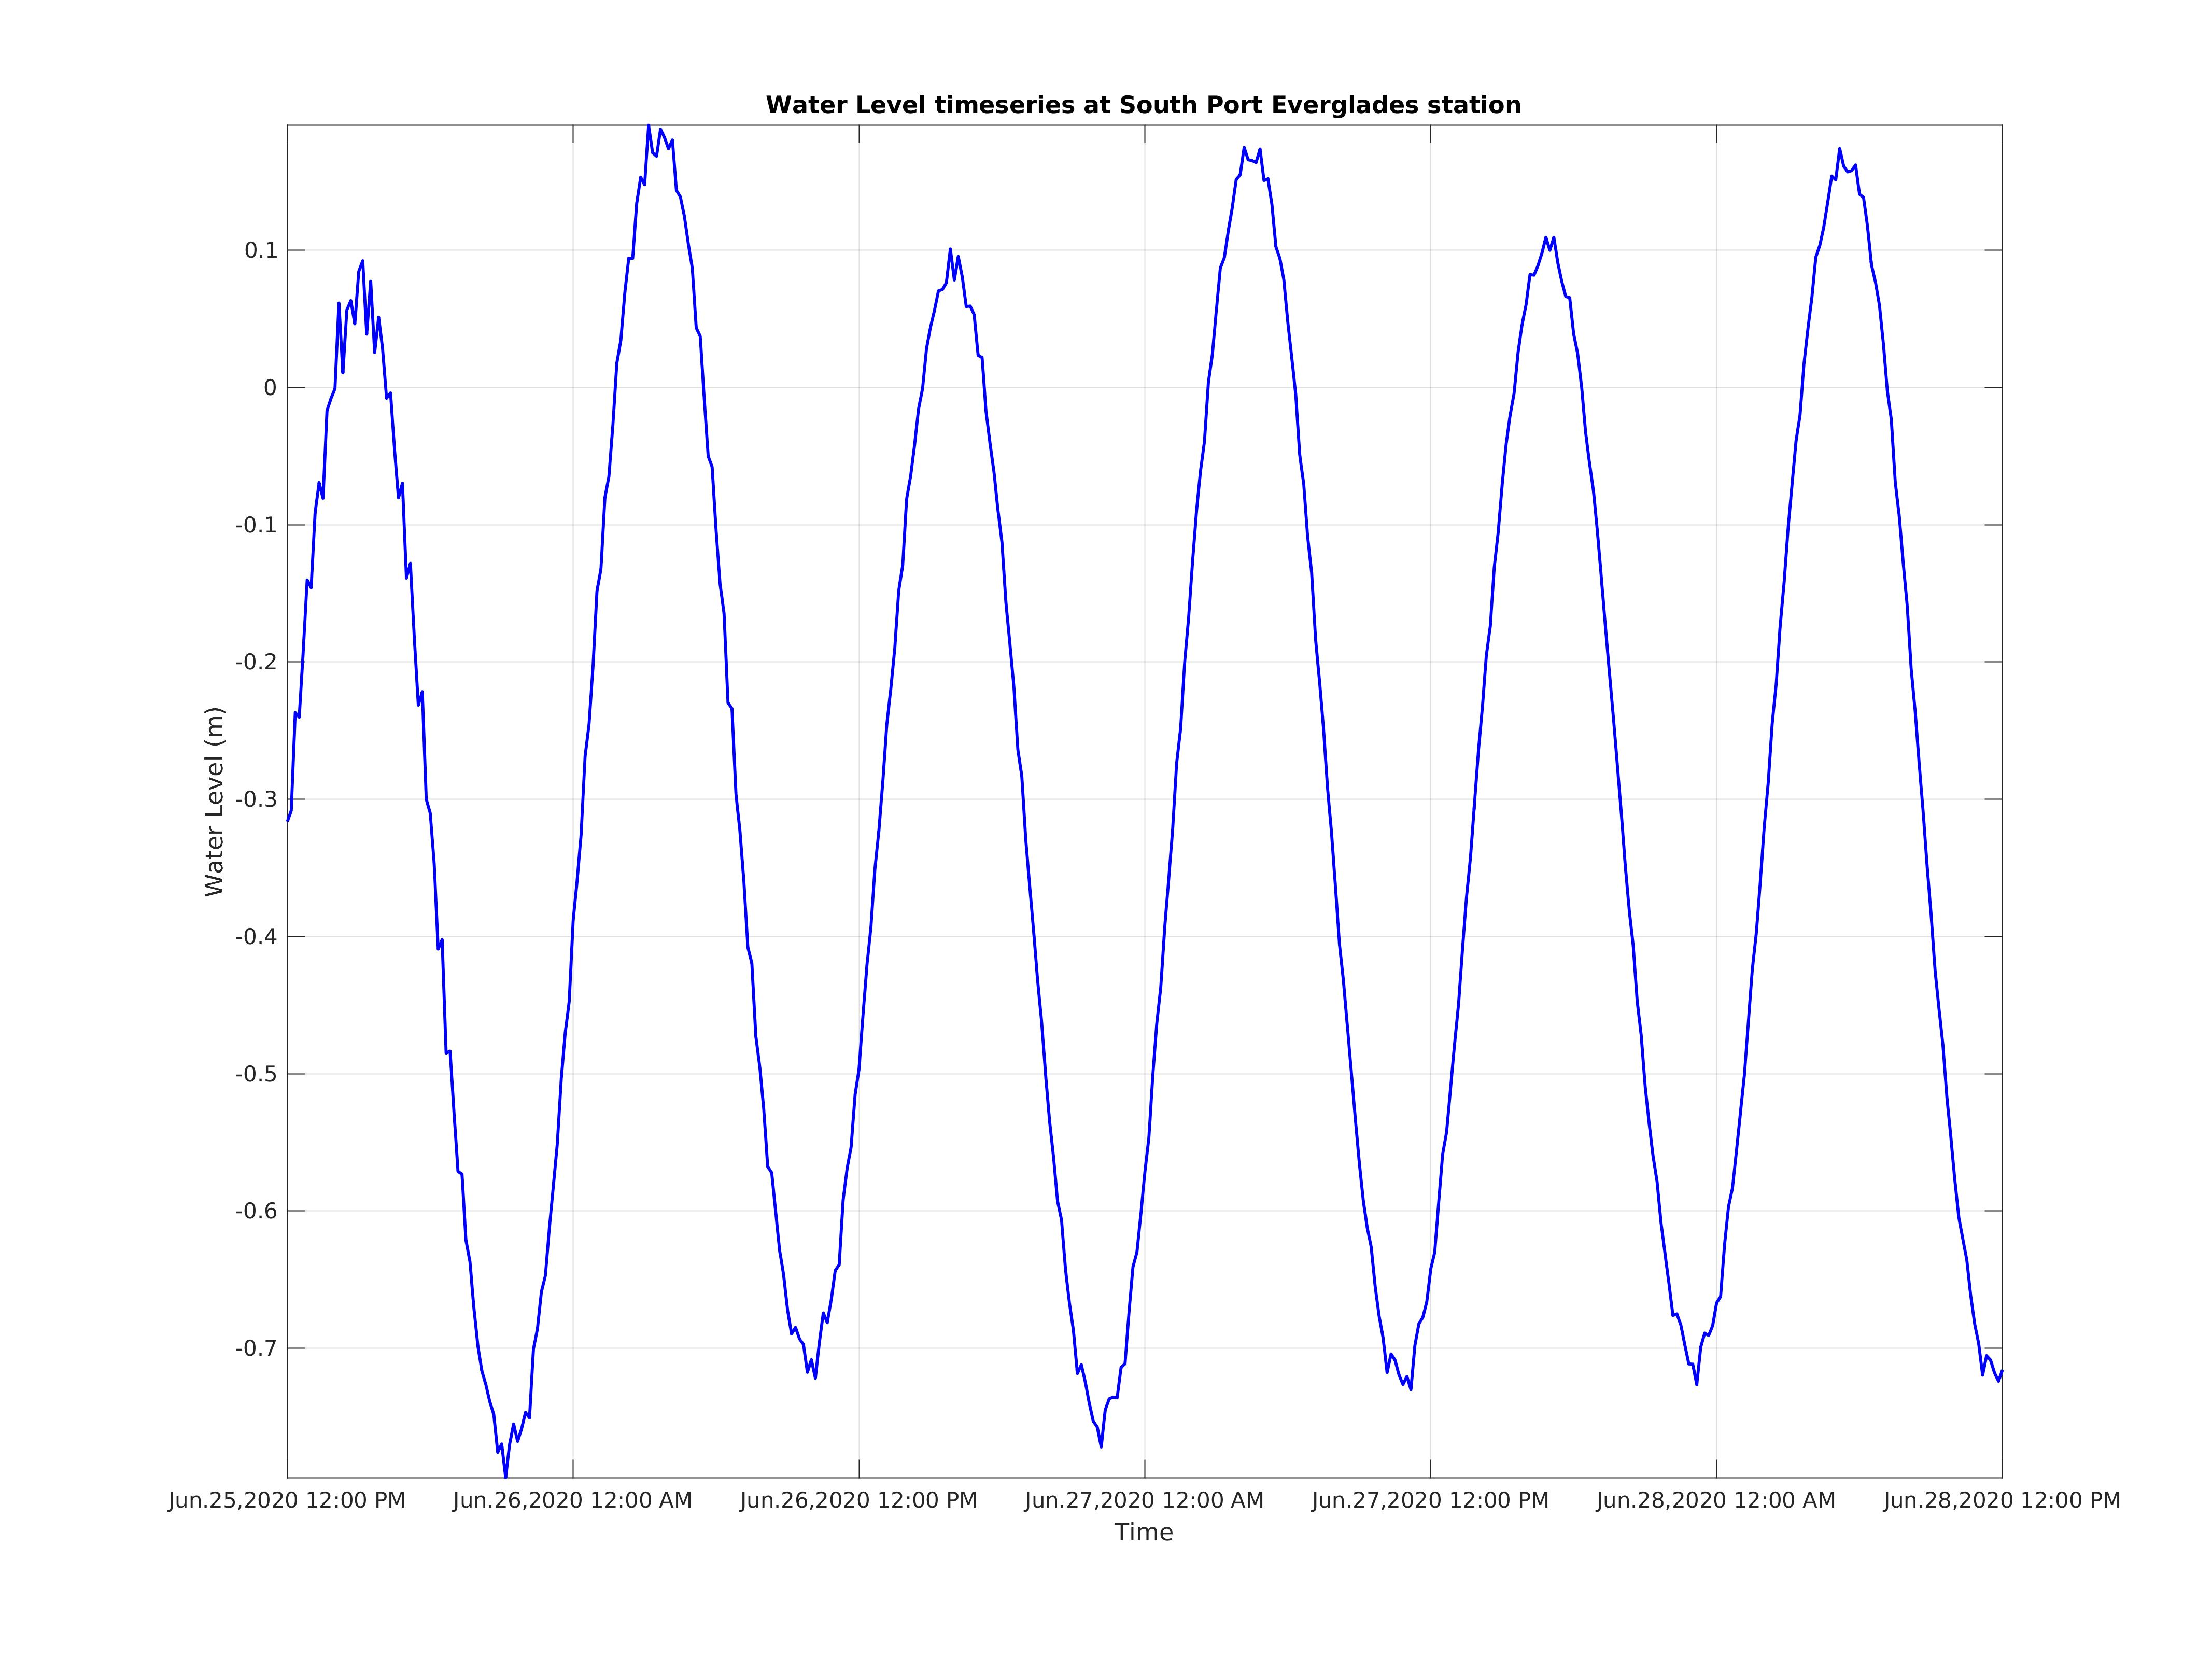 Water Level timeseries at South Port Everglades station
0.1
0
-0.1
-0.2
-0.3
-0.4
-0.5
-0.6
-0.7
Water Level (m)
Jun.25,2020 12:00 PM
Jun.26,2020 12:00 AM
Jun.26,2020 12:00 PM
Jun.27,2020 12:00 AM
Jun.27,2020 12:00 PM
Jun.28,2020 12:00 AM
Jun.28,2020 12:00 PM
Time